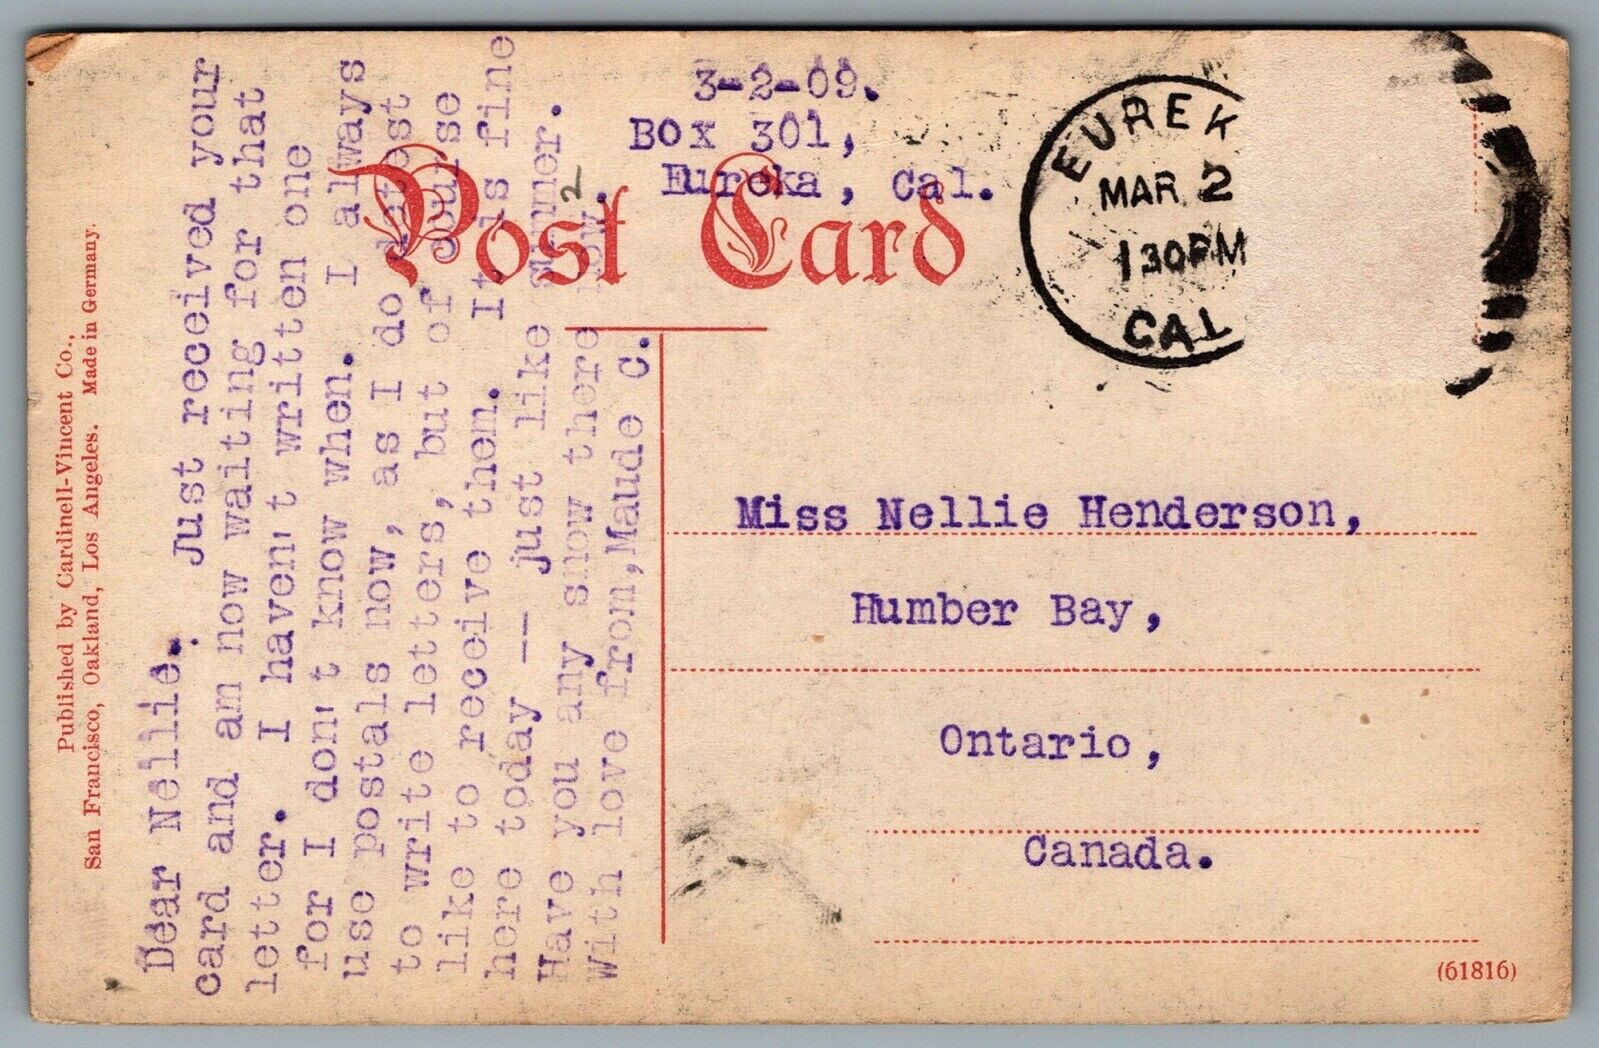 Published by Cardinell-Vincent Co.,
San Francisco, Oakland, Los Angeles. Made in Germany.
Dear Nellie. Just received your
card and am now waiting for that
letter. I haven't written one
for I don't know when. I always
use postals now, as I do detest
to write letters, but of course
like to receive then. It is fine
here today -- just like summer.
Have you any snow there now.
With love from, Maude C.
2
3-2-09.
Box 301,
Eureka, Cal.
Post Card
EUREK
MAR 2
130PM
CAL
Miss Nellie Henderson,
Humber Bay,
Ontario,
Canada.
(61816)